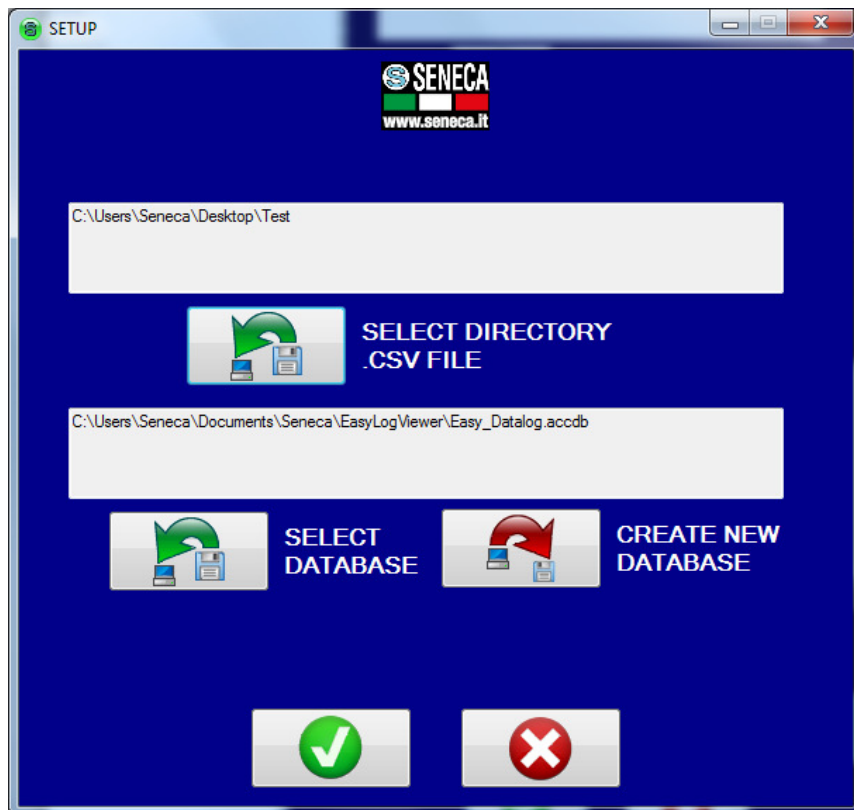 SETUP
SENECA
www.seneca.it
C:\Users\Seneca\Desktop\Test
SELECT DIRECTORY
.CSV FILE
C:\Users\Seneca\Documents\Seneca\EasyLogViewer\Easy_Datalog.accdb
SELECT
DATABASE
CREATE NEW
DATABASE